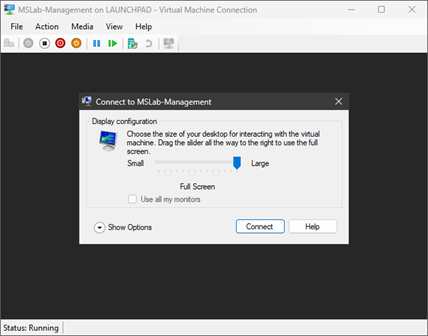 MSLab-Management on LAUNCHPAD - Virtual Machine Connection
File Action Media View Help
Connect to MSLab-Management
Display configuration
Choose the size of your desktop for interacting with the virtual
machine. Drag the slider all the way to the right to use the full
screen.
Small Large
Full Screen
Use all my monitors
Show Options Connect Help
Status: Running